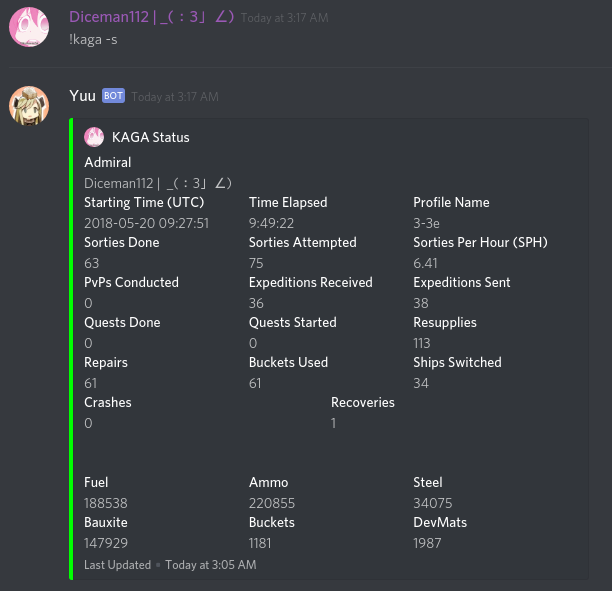 Diceman112 | _(：3」∠) Today at 3:17 AM
!kaga -s
Yuu BOT Today at 3:17 AM
KAGA Status
Admiral
Diceman112 | _(：3」∠)
Starting Time (UTC) Time Elapsed Profile Name
2018-05-20 09:27:51 9:49:22 3-3e
Sorties Done Sorties Attempted Sorties Per Hour (SPH)
63 75 6.41
PvPs Conducted Expeditions Received Expeditions Sent
0 36 38
Quests Done Quests Started Resupplies
0 0 113
Repairs Buckets Used Ships Switched
61 61 34
Crashes Recoveries
0 1
Fuel Ammo Steel
188538 220855 34075
Bauxite Buckets DevMats
147929 1181 1987
Last Updated • Today at 3:05 AM